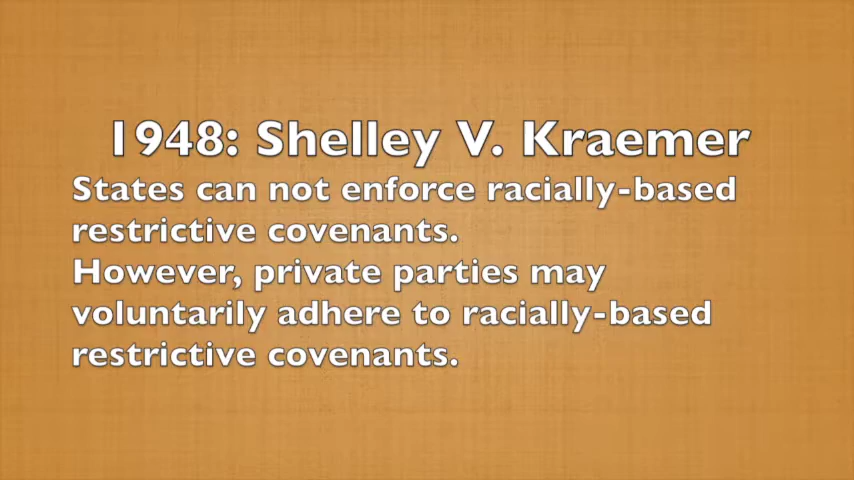 1948: Shelley V. Kraemer
States can not enforce racially-based
restrictive covenants.
However, private parties may
voluntarily adhere to racially-based
restrictive covenants.